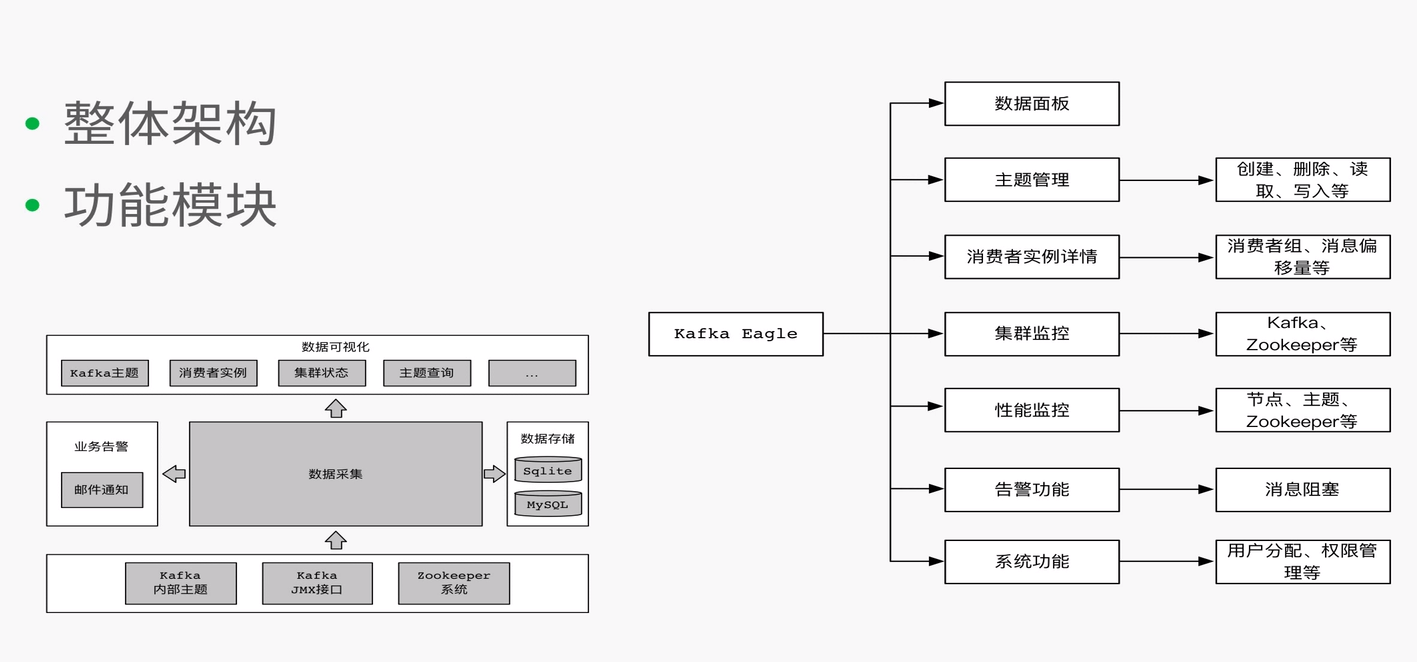 整体架构
功能模块
数据可视化
Kafka主题
消费者实例
集群状态
主题查询
...
业务告警
邮件通知
数据采集
数据存储
Sqlite
MySQL
Kafka
内部主题
Kafka
JMX接口
Zookeeper
系统
Kafka Eagle
数据面板
主题管理
创建、删除、读
取、写入等
消费者实例详情
消费者组、消息偏
移量等
集群监控
Kafka、
Zookeeper等
性能监控
节点、主题、
Zookeeper等
告警功能
消息阻塞
系统功能
用户分配、权限管
理等